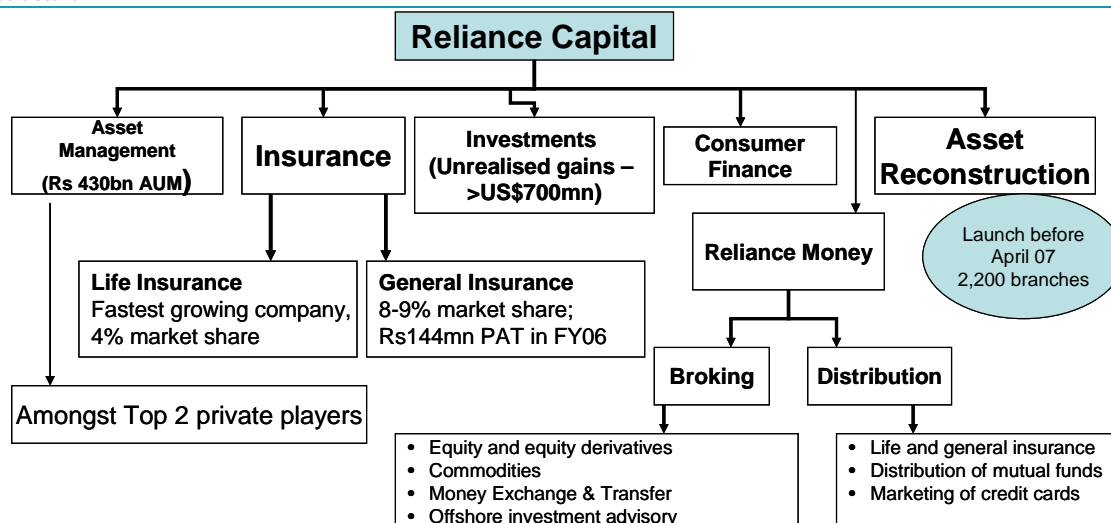 Reliance Capital
Asset
Management
(Rs 430bn AUM)
Insurance
Investments
(Unrealised gains –
>US$700mn)
Consumer
Finance
Asset
Reconstruction
Reliance Money
Launch before
April 07
2,200 branches
Life Insurance
Fastest growing company,
4% market share
General Insurance
8-9% market share;
Rs144mn PAT in FY06
Broking
Distribution
Amongst Top 2 private players
• Equity and equity derivatives
• Commodities
• Money Exchange & Transfer
• Offshore investment advisory
• Life and general insurance
• Distribution of mutual funds
• Marketing of credit cards